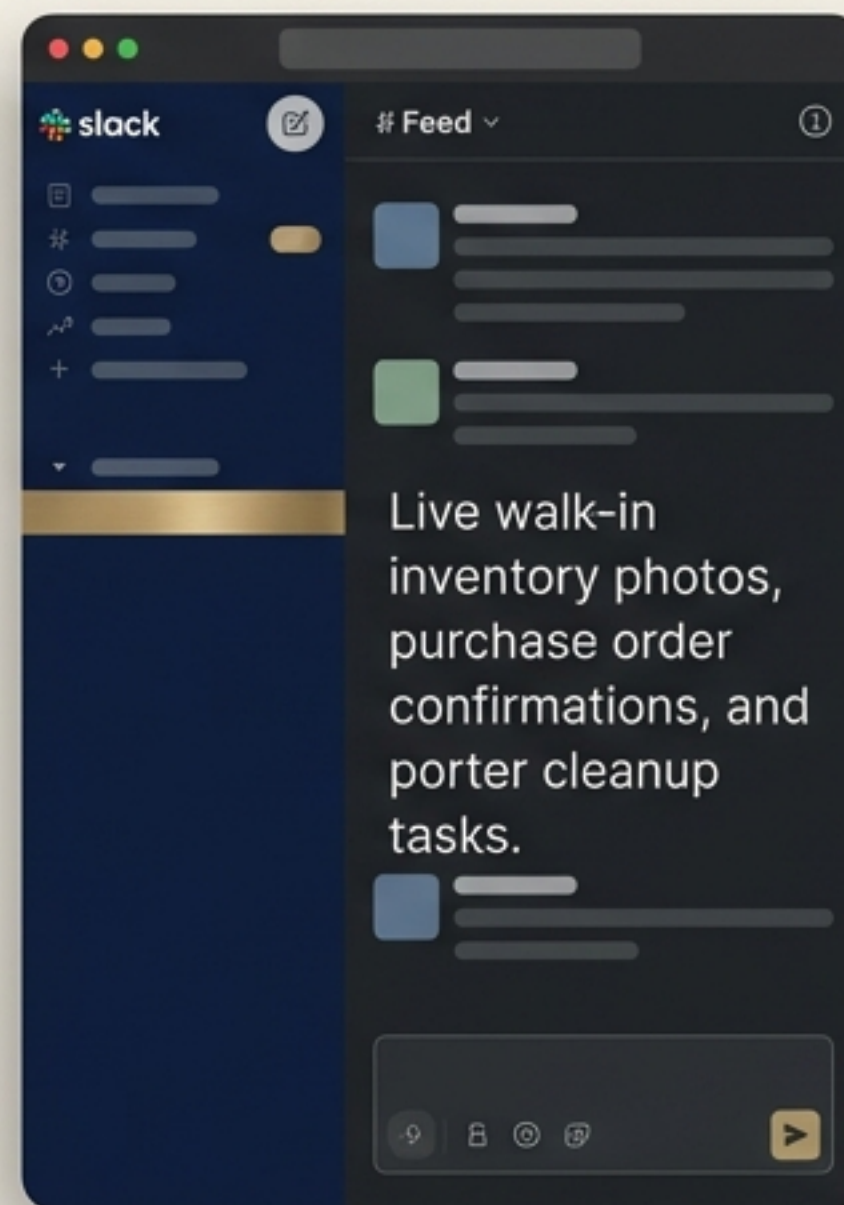 slack
# Feed
Live walk-in
inventory photos,
purchase order
confirmations, and
porter cleanup
tasks.